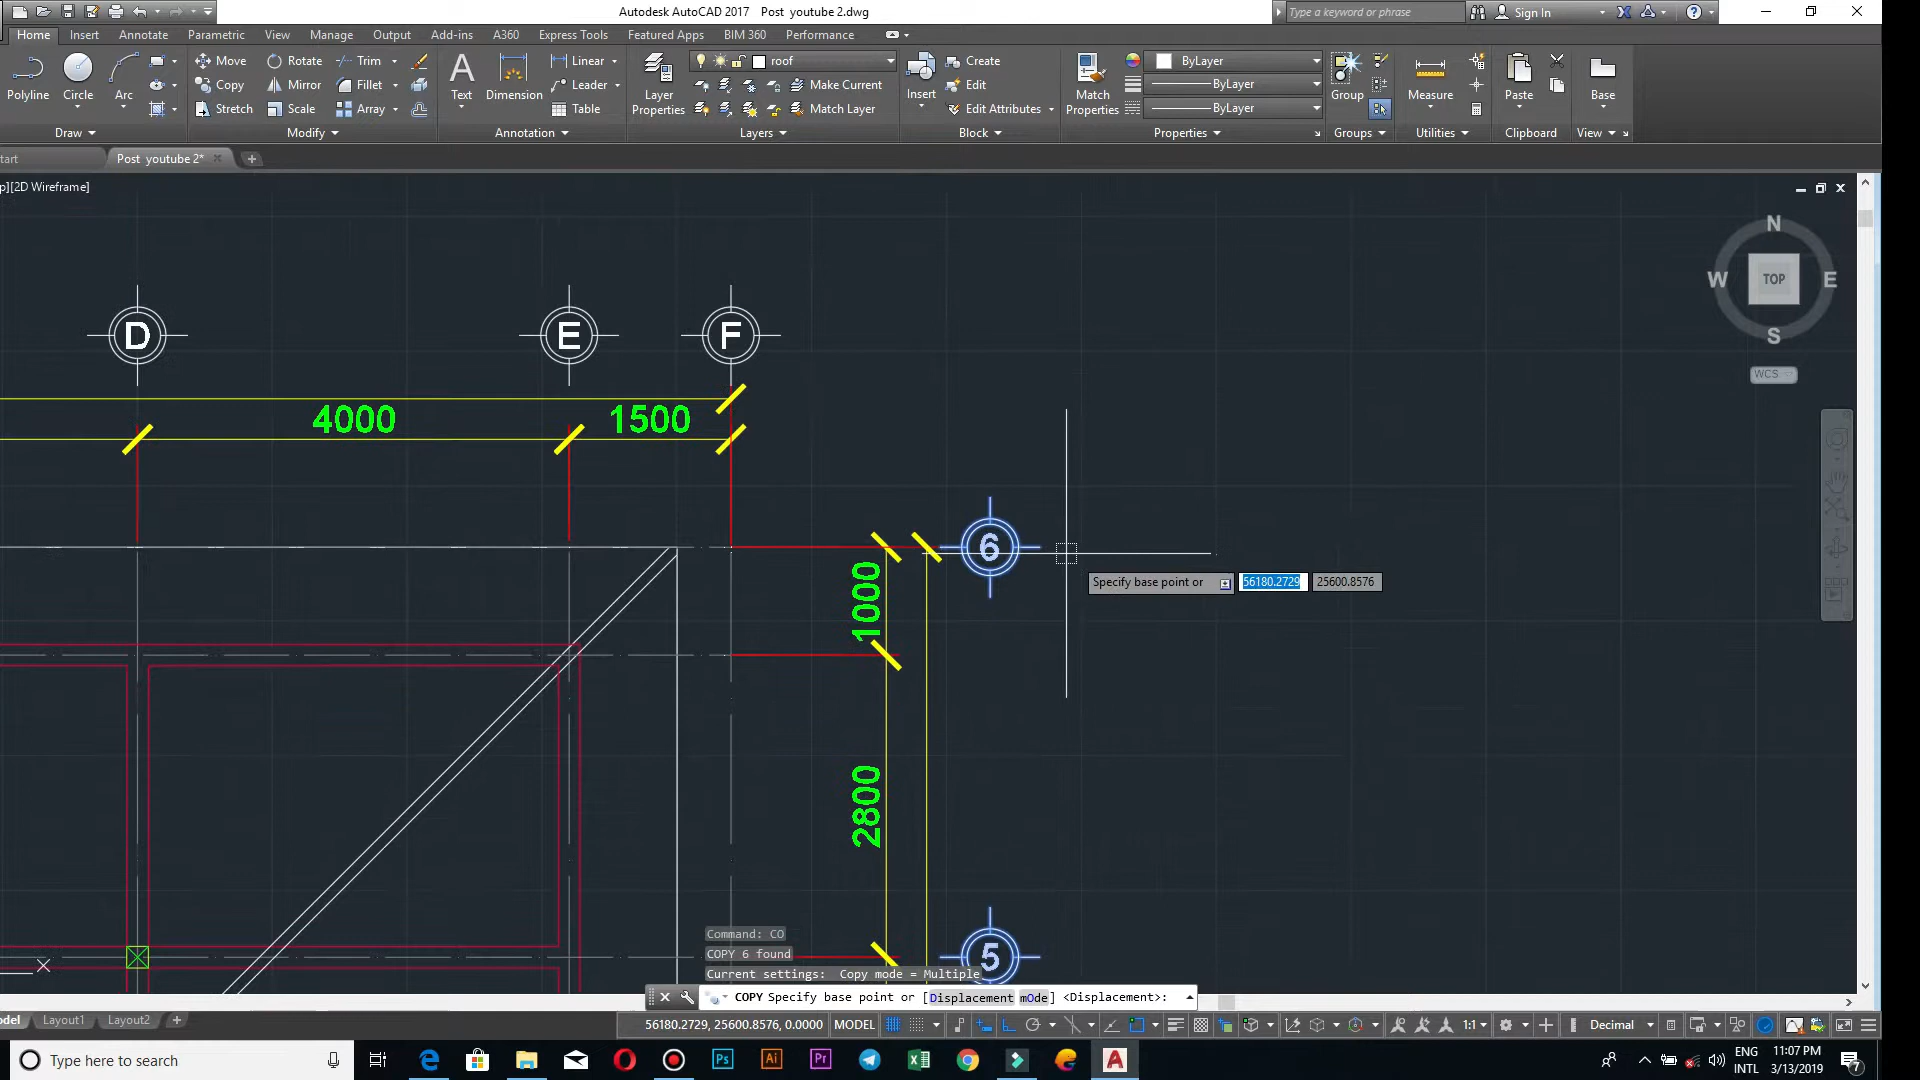 Autodesk AutoCAD 2017 Post youtube 2.dwg
Type a keyword or phrase
Sign In
Home Insert Annotate Parametric View Manage Output Add-ins A360 Express Tools Featured Apps BIM 360 Performance
Polyline Circle Arc
Move Rotate Trim
Copy Mirror Fillet
Stretch Scale Array
Text Dimension
Linear
Leader
Table
Layer Properties
roof
Make Current
Match Layer
Insert
Create
Edit
Edit Attributes
Match Properties
ByLayer
ByLayer
ByLayer
Group
Measure
Paste
Base
Draw Modify Annotation Layers Block Properties Groups Utilities Clipboard View
tart Post youtube 2*
p][2D Wireframe]
N
W TOP E
S
WCS
D E F
4000 1500
6
1000
Specify base point or 56180.2729 25600.8576
2800
5
Command: CO
COPY 6 found
Current settings: Copy mode = Multiple
COPY Specify base point or [Displacement mOde] <Displacement>:
odel Layout1 Layout2
56180.2729, 25600.8576, 0.0000 MODEL
1:1
Decimal
Type here to search
Ps Ai Pr
ENG 11:07 PM
INTL 3/13/2019
7